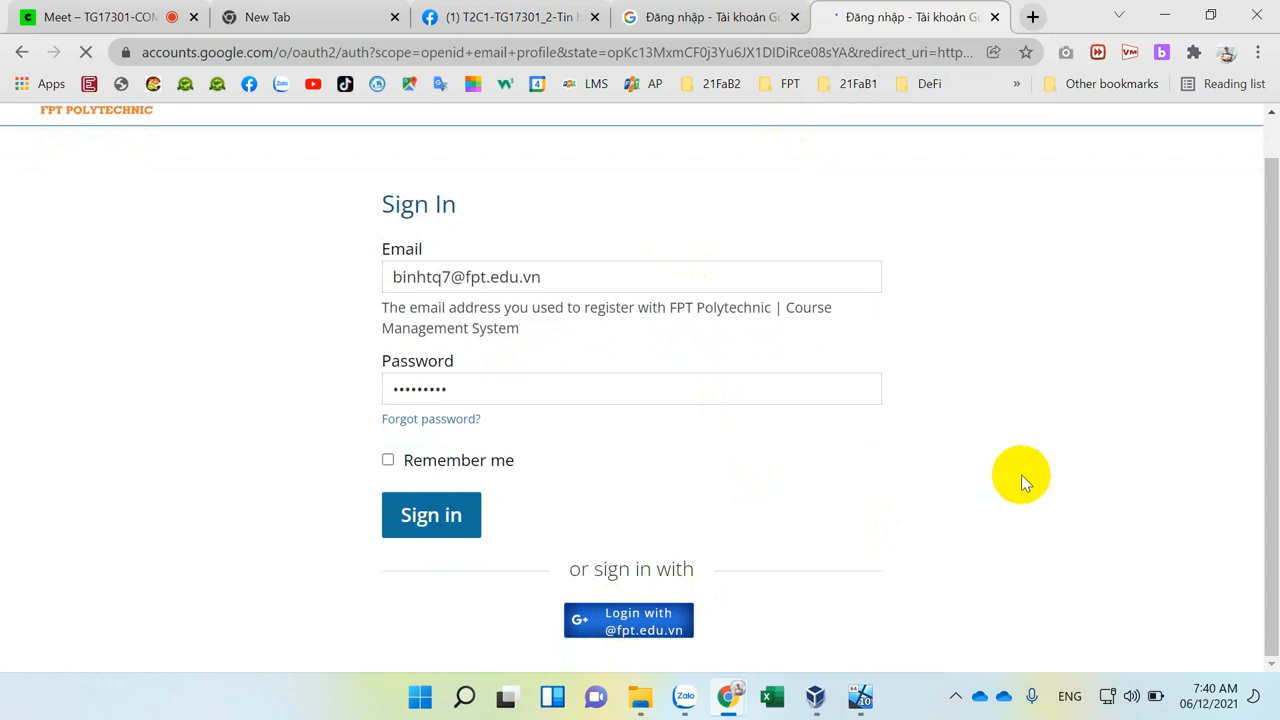 Meet – TG17301-COM
New Tab
(1) T2C1-TG17301_2-Tin h
Đăng nhập - Tài khoản Go
Đăng nhập - Tài khoản Go
accounts.google.com/o/oauth2/auth?scope=openid+email+profile&state=opKc13MxmCF0j3Yu6JX1DIDiRce08sYA&redirect_uri=http...
Apps
LMS
AP
21FaB2
FPT
21FaB1
DeFi
»
Other bookmarks
Reading list
FPT POLYTECHNIC
Sign In
Email
binhtq7@fpt.edu.vn
The email address you used to register with FPT Polytechnic | Course
Management System
Password
•••••••••
Forgot password?
Remember me
Sign in
or sign in with
G+ Login with
@fpt.edu.vn
Zalo
ENG
7:40 AM
06/12/2021